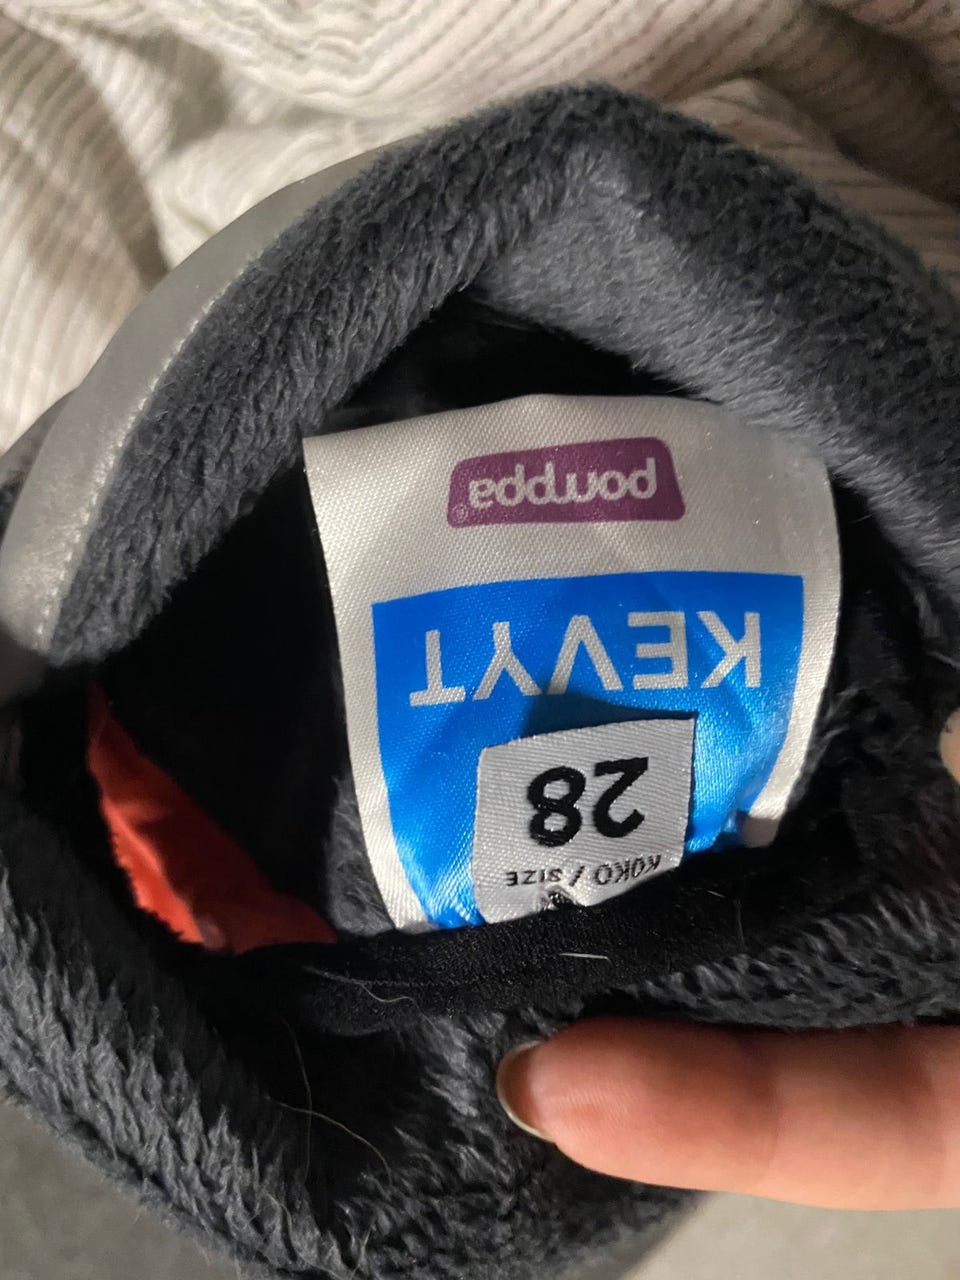 KOKO / SIZE
28
KEVYT
pomppa